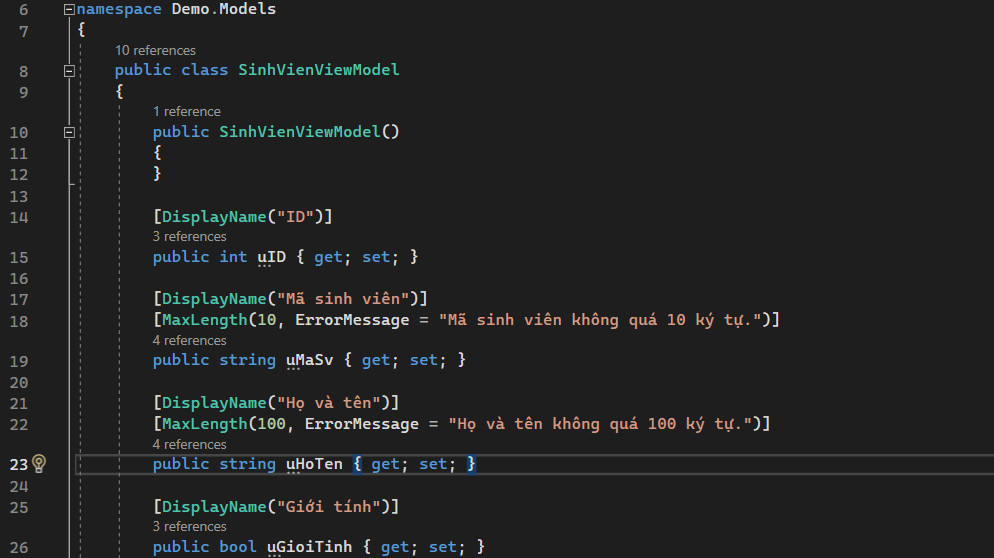 6 namespace Demo.Models
7 {
10 references
8 public class SinhVienViewModel
9 {
1 reference
10 public SinhVienViewModel()
11 {
12 }
13
14 [DisplayName("ID")]
3 references
15 public int uID { get; set; }
16
17 [DisplayName("Mã sinh viên")]
18 [MaxLength(10, ErrorMessage = "Mã sinh viên không quá 10 ký tự.")]
4 references
19 public string uMaSv { get; set; }
20
21 [DisplayName("Họ và tên")]
22 [MaxLength(100, ErrorMessage = "Họ và tên không quá 100 ký tự.")]
4 references
23 public string uHoTen { get; set; }
24
25 [DisplayName("Giới tính")]
3 references
26 public bool uGioiTinh { get; set; }